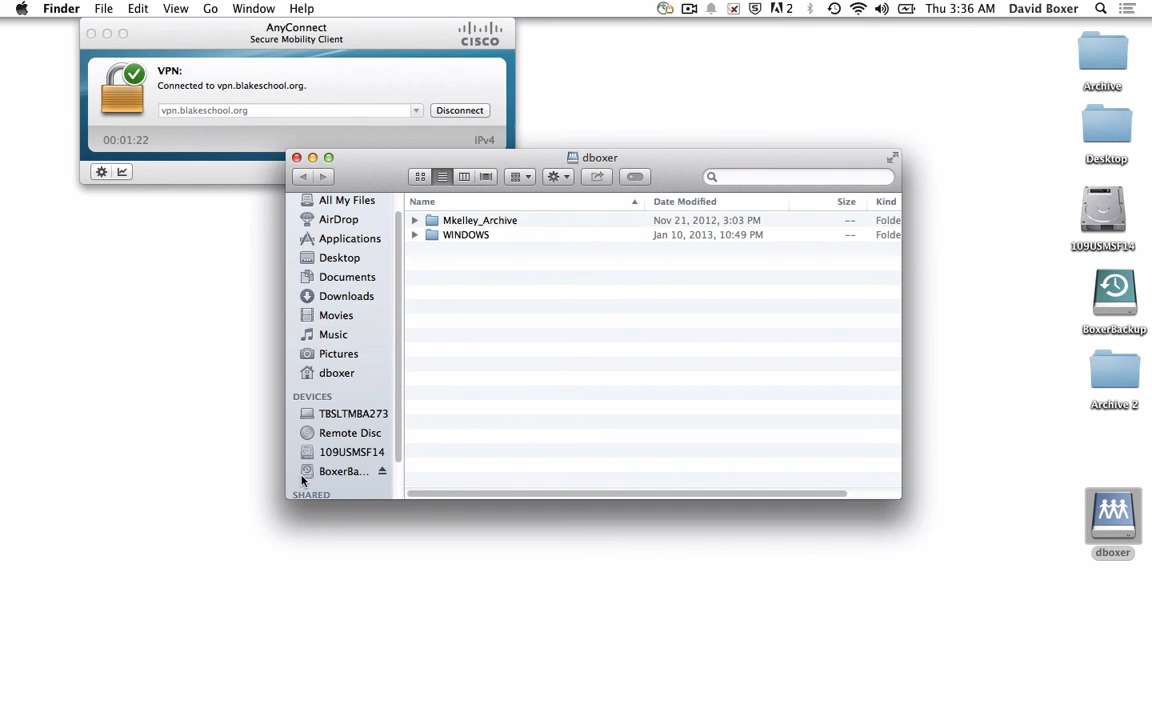 Finder File Edit View Go Window Help 2 Thu 3:36 AM David Boxer
AnyConnect
Secure Mobility Client
CISCO
VPN:
Connected to vpn.blakeschool.org.
vpn.blakeschool.org Disconnect
00:01:22 IPv4
dboxer
Name Date Modified Size Kind
Mkelley_Archive Nov 21, 2012, 3:03 PM -- Folde
WINDOWS Jan 10, 2013, 10:49 PM -- Folde
All My Files
AirDrop
Applications
Desktop
Documents
Downloads
Movies
Music
Pictures
dboxer
DEVICES
TBSLTMBA273
Remote Disc
109USMSF14
BoxerBa...
SHARED
Archive
Desktop
109USMSF14
BoxerBackup
Archive 2
dboxer